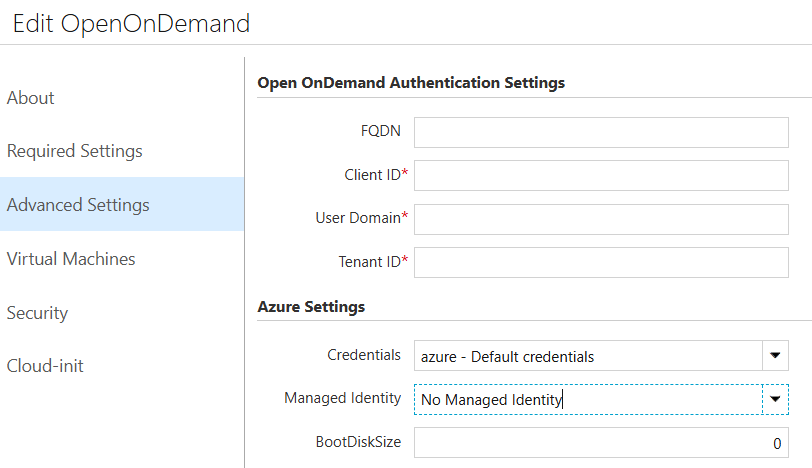 Edit OpenOnDemand
About
Required Settings
Advanced Settings
Virtual Machines
Security
Cloud-init
Open OnDemand Authentication Settings
FQDN
Client ID*
User Domain*
Tenant ID*
Azure Settings
Credentials azure - Default credentials
Managed Identity No Managed Identity
BootDiskSize 0